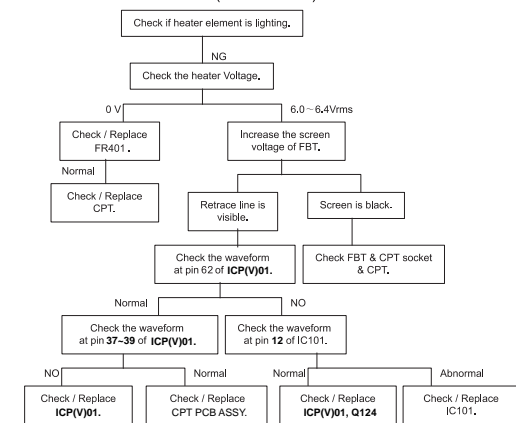 Check if heater element is lighting.
NG
Check the heater Voltage.
0 V
6.0~6.4Vrms
Check / Replace
FR401.
Increase the screen
voltage of FBT.
Normal
Check / Replace
CPT.
Retrace line is
visible.
Screen is black.
Check the waveform
at pin 62 of ICP(V)01.
Check FBT & CPT socket
& CPT.
Normal
NO
Check the waveform
at pin 37~39 of ICP(V)01.
Check the waveform
at pin 12 of IC101.
NO
Normal
Normal
Abnormal
Check / Replace
ICP(V)01.
Check / Replace
CPT PCB ASSY.
Check / Replace
ICP(V)01, Q124
Check / Replace
IC101.